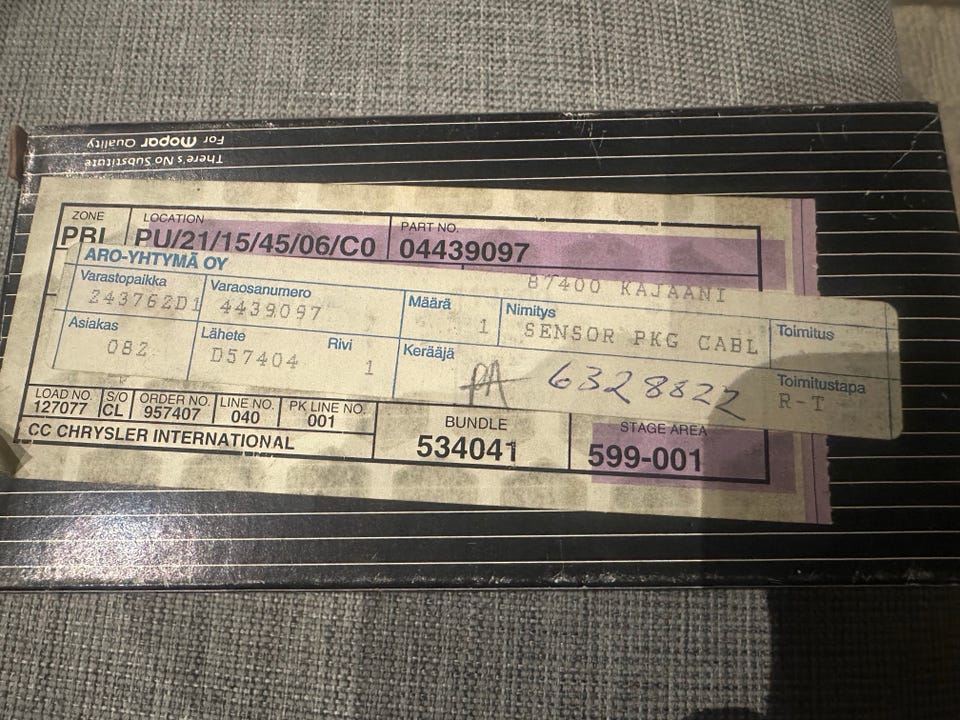 There's No Substitute
For Mopar Quality
ZONE LOCATION PART NO.
PBL PU/21/15/45/06/C0 04439097
ARO-YHTYMÄ OY 87400 KAJAANI
Varastopaikka Varaosanumero Määrä Nimitys Toimitus
Z4376ZD1 4439097 1 SENSOR PKG CABL
Asiakas Lähete Rivi Kerääjä Toimitustapa
08Z D57404 1 PA 6328822 R-T
LOAD NO. S/O ORDER NO. LINE NO. PK LINE NO. BUNDLE STAGE AREA
127077 CL 957407 040 001 534041 599-001
CC CHRYSLER INTERNATIONAL